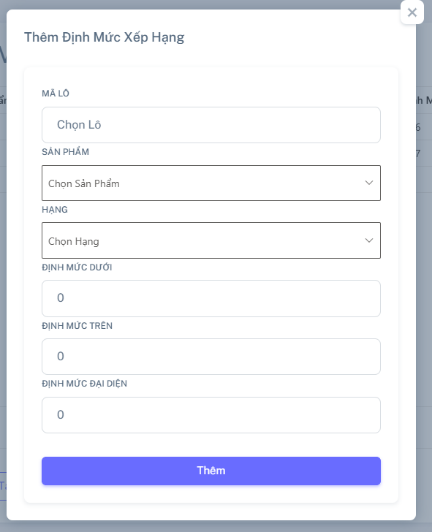 Thêm Định Mức Xếp Hạng
MÃ LÔ
Chọn Lô
SẢN PHẨM
Chọn Sản Phẩm
HẠNG
Chọn Hạng
ĐỊNH MỨC DƯỚI
0
ĐỊNH MỨC TRÊN
0
ĐỊNH MỨC ĐẠI DIỆN
0
Thêm